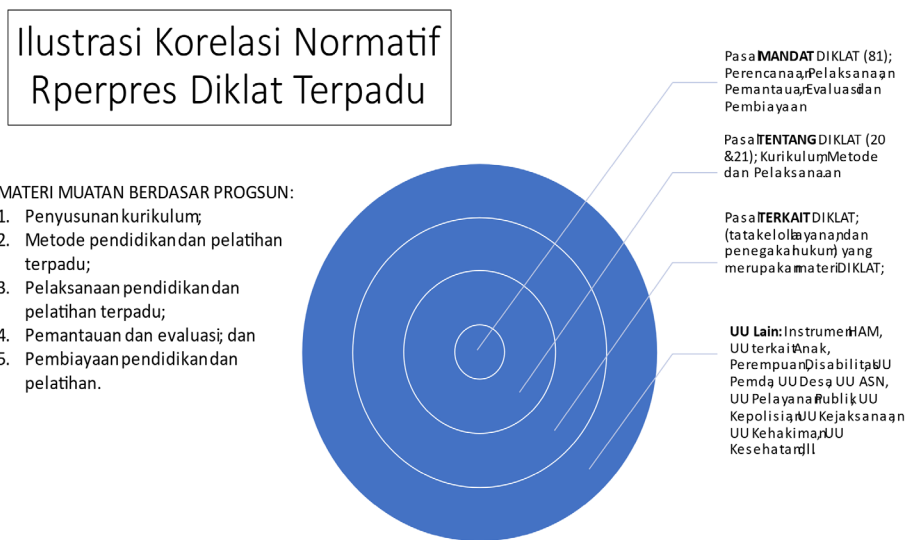 Ilustrasi Korelasi Normatif
Rperpres Diklat Terpadu
MATERI MUATAN BERDASAR PROGSUN:
1. Penyusunan kurikulum;
2. Metode pendidikan dan pelatihan
terpadu;
3. Pelaksanaan pendidikan dan
pelatihan terpadu;
4. Pemantauan dan evaluasi; dan
5. Pembiayaan pendidikan dan
pelatihan.
Pasal MANDAT DIKLAT (81);
Perencanaan, Pelaksanaan,
Pemantauan, Evaluasi dan
Pembiayaan
Pasal TENTANG DIKLAT (20
&21); Kurikulum, Metode
dan Pelaksanaan
Pasal TERKAIT DIKLAT;
(tata kelola layanan, dan
penegakan hukum) yang
merupakan materi DIKLAT;
UU Lain: Instrumen HAM,
UU terkait Anak,
Perempuan, Disabilitas, UU
Pemda, UU Desa, UU ASN,
UU Pelayanan Publik, UU
Kepolisian, UU Kejaksanaan,
UU Kehakiman, UU
Kesehatan, dll.